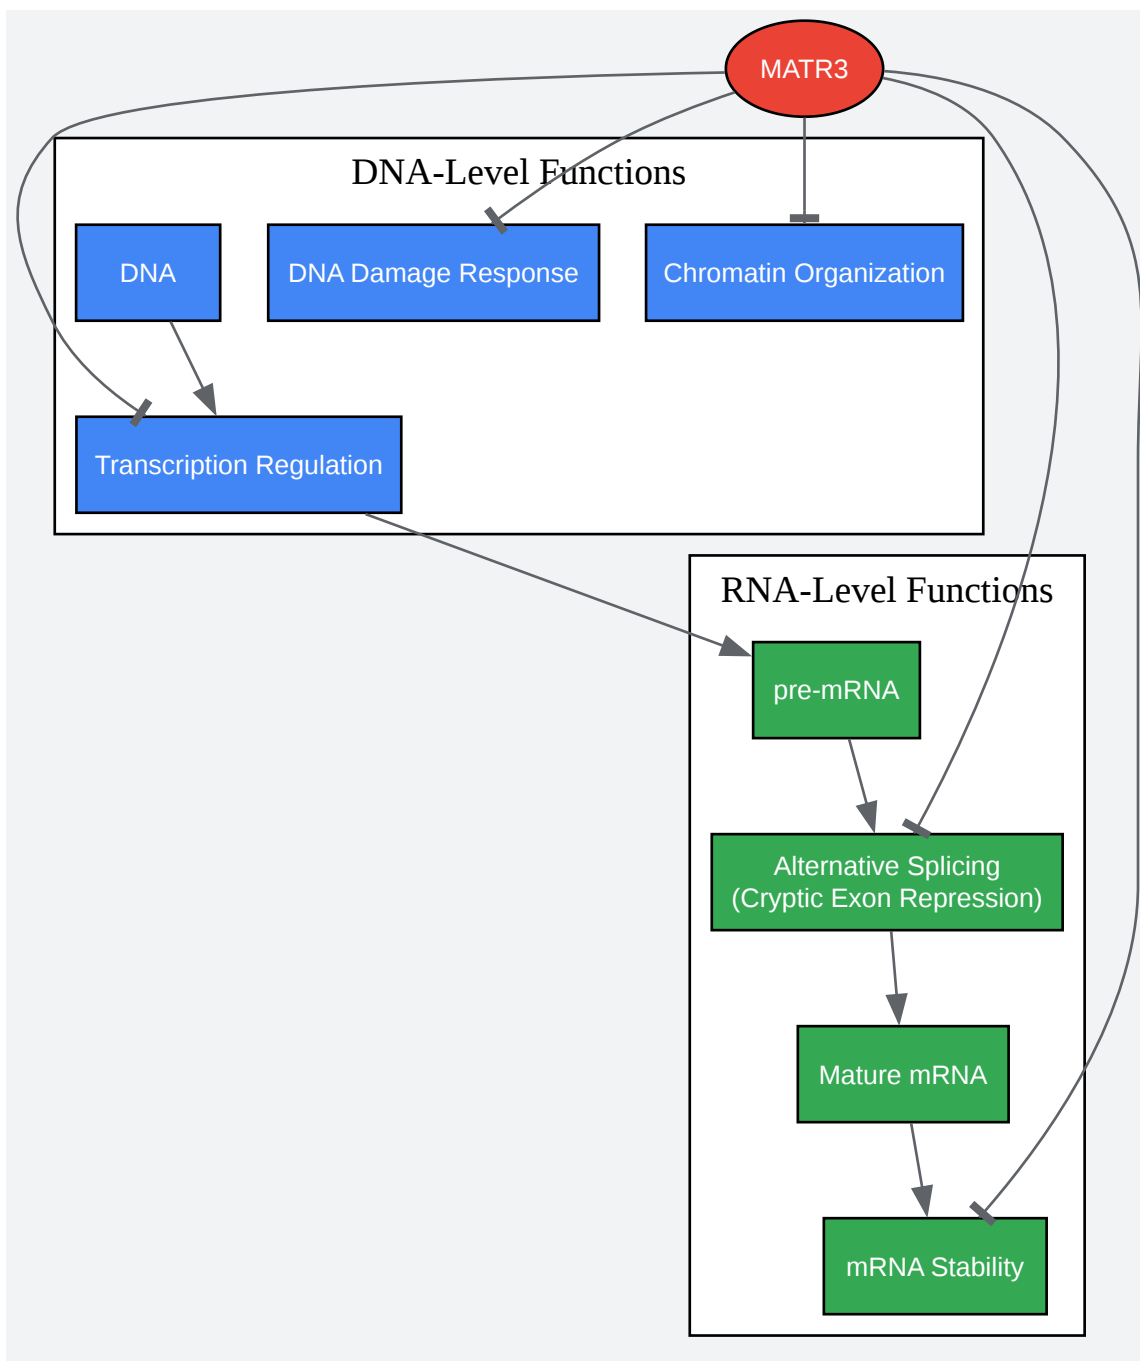 MATR3
DNA-Level Functions
DNA
DNA Damage Response
Chromatin Organization
Transcription Regulation
RNA-Level Functions
pre-mRNA
Alternative Splicing
(Cryptic Exon Repression)
Mature mRNA
mRNA Stability